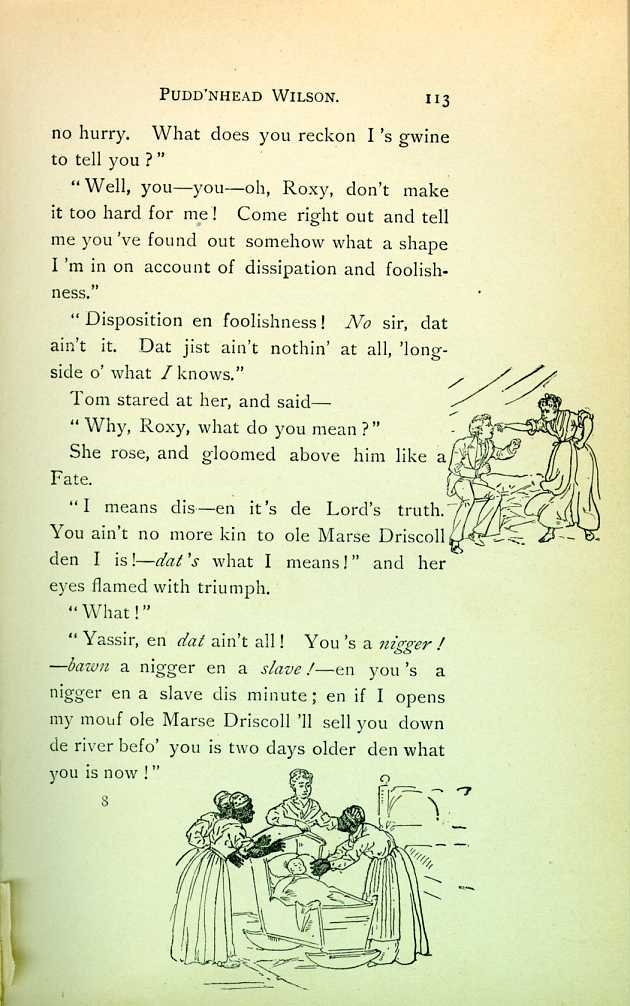 PUDD'NHEAD WILSON. 113
no hurry. What does you reckon I 's gwine
to tell you?"
"Well, you—you—oh, Roxy, don't make
it too hard for me! Come right out and tell
me you 've found out somehow what a shape
I 'm in on account of dissipation and foolish-
ness."
"Disposition en foolishness! No sir, dat
ain't it. Dat jist ain't nothin' at all, 'long-
side o' what I knows."
Tom stared at her, and said—
"Why, Roxy, what do you mean?"
She rose, and gloomed above him like a
Fate.
"I means dis—en it's de Lord's truth.
You ain't no more kin to ole Marse Driscoll
den I is!—dat's what I means!" and her
eyes flamed with triumph.
"What!"
"Yassir, en dat ain't all! You 's a nigger!
—bawn a nigger en a slave!—en you 's a
nigger en a slave dis minute; en if I opens
my mouf ole Marse Driscoll 'll sell you down
de river befo' you is two days older den what
you is now!"
8